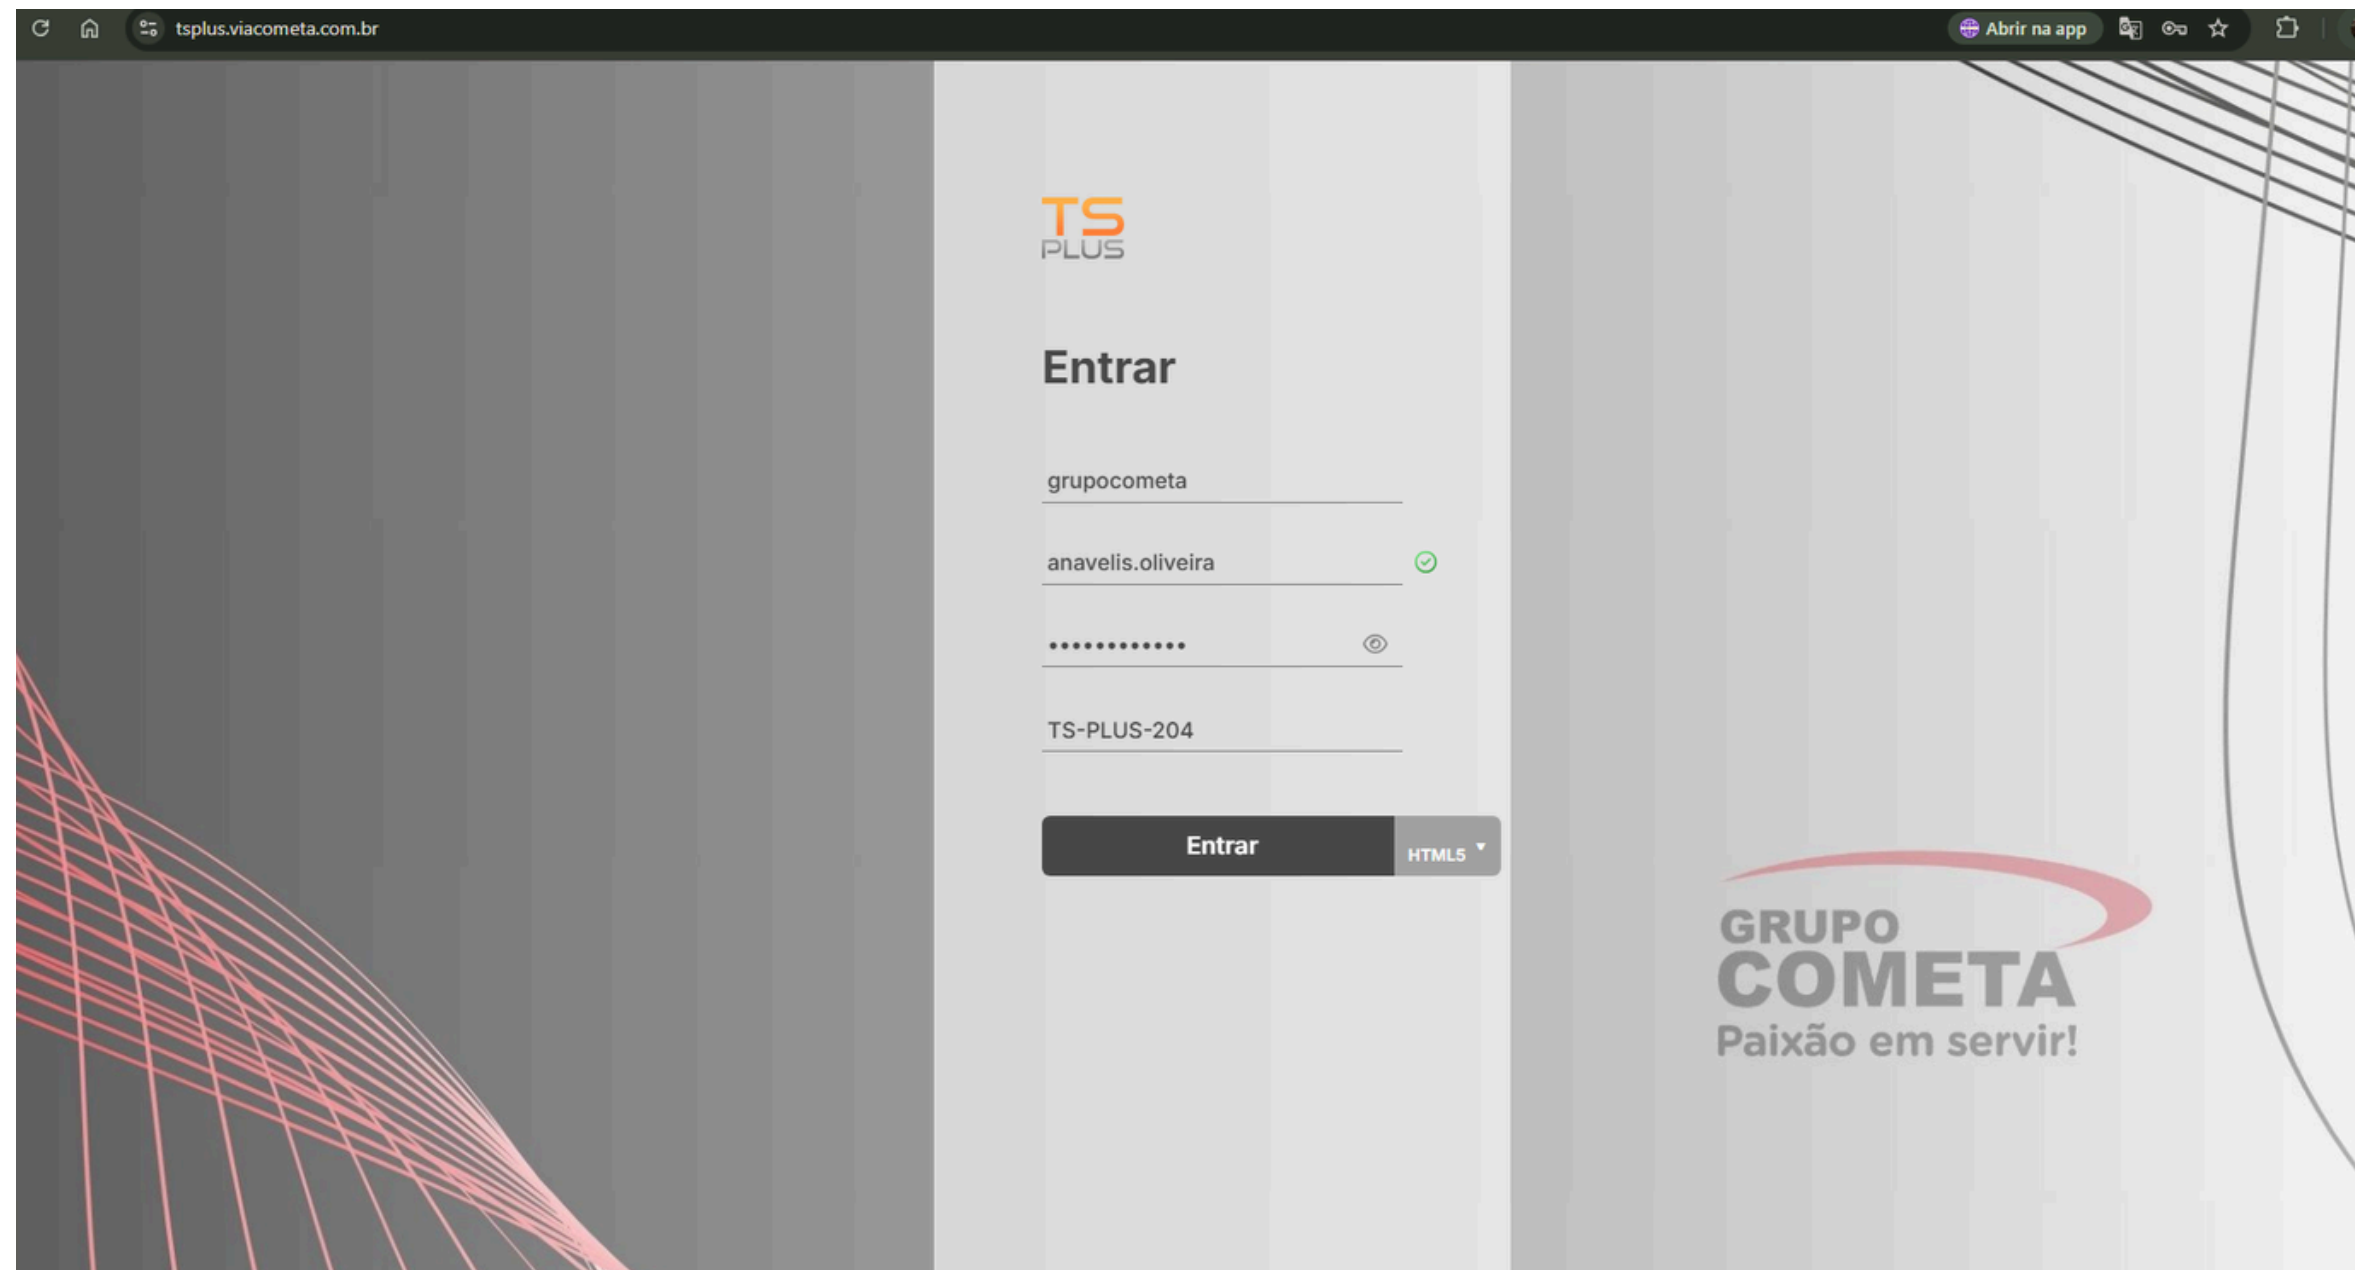 tsplus.viacometa.com.br
Abrir na app
TS
PLUS
Entrar
grupocometa
anavelis.oliveira
••••••••••••
TS-PLUS-204
Entrar
HTML5
GRUPO
COMETA
Paixão em servir!